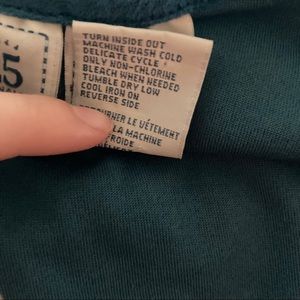 TURN INSIDE OUT
MACHINE WASH COLD
DELICATE CYCLE
ONLY NON-CHLORINE
BLEACH WHEN NEEDED
TUMBLE DRY LOW
COOL IRON ON
REVERSE SIDE
LE VÊTEMENT
LA MACHINE
5